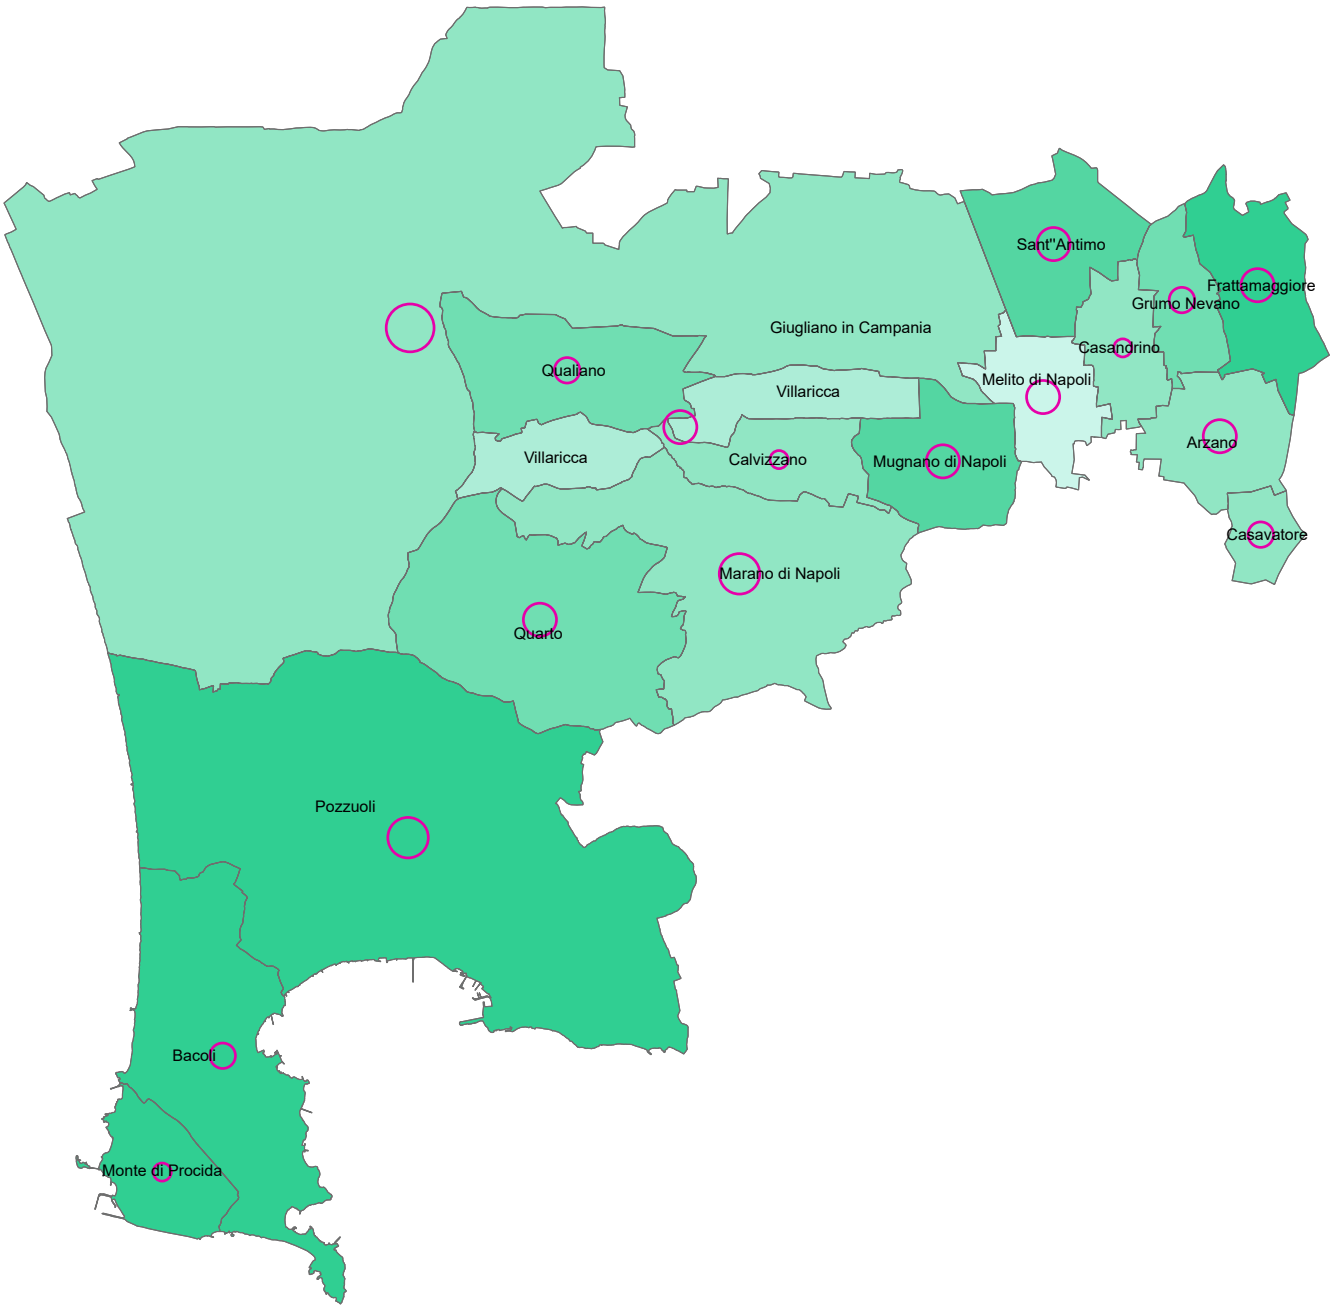 Sant''Antimo
Frattamaggiore
Grumo Nevano
Giugliano in Campania
Casandrino
Qualiano
Melito di Napoli
Villaricca
Arzano
Villaricca
Calvizzano
Mugnano di Napoli
Casavatore
Marano di Napoli
Quarto
Pozzuoli
Bacoli
Monte di Procida